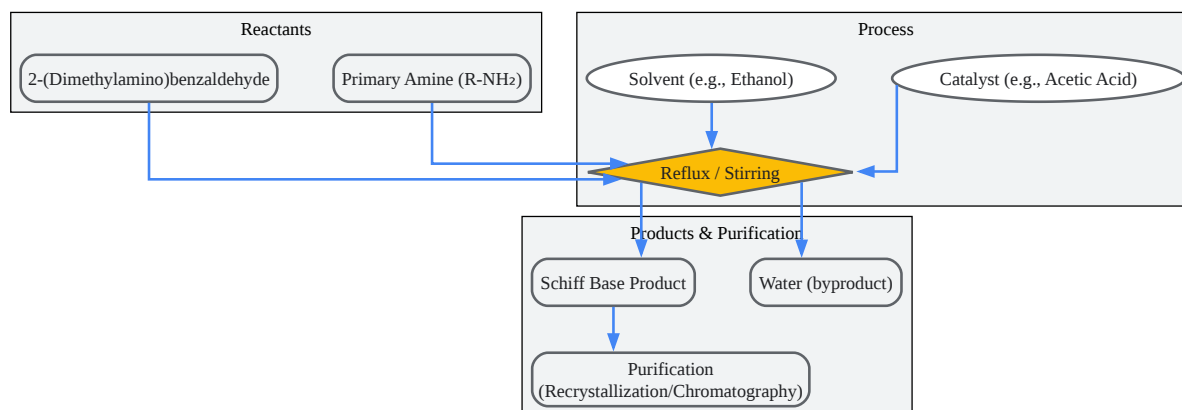 Reactants
2-(Dimethylamino)benzaldehyde
Primary Amine (R-NH₂)
Process
Solvent (e.g., Ethanol)
Catalyst (e.g., Acetic Acid)
Reflux / Stirring
Products & Purification
Schiff Base Product
Water (byproduct)
Purification
(Recrystallization/Chromatography)